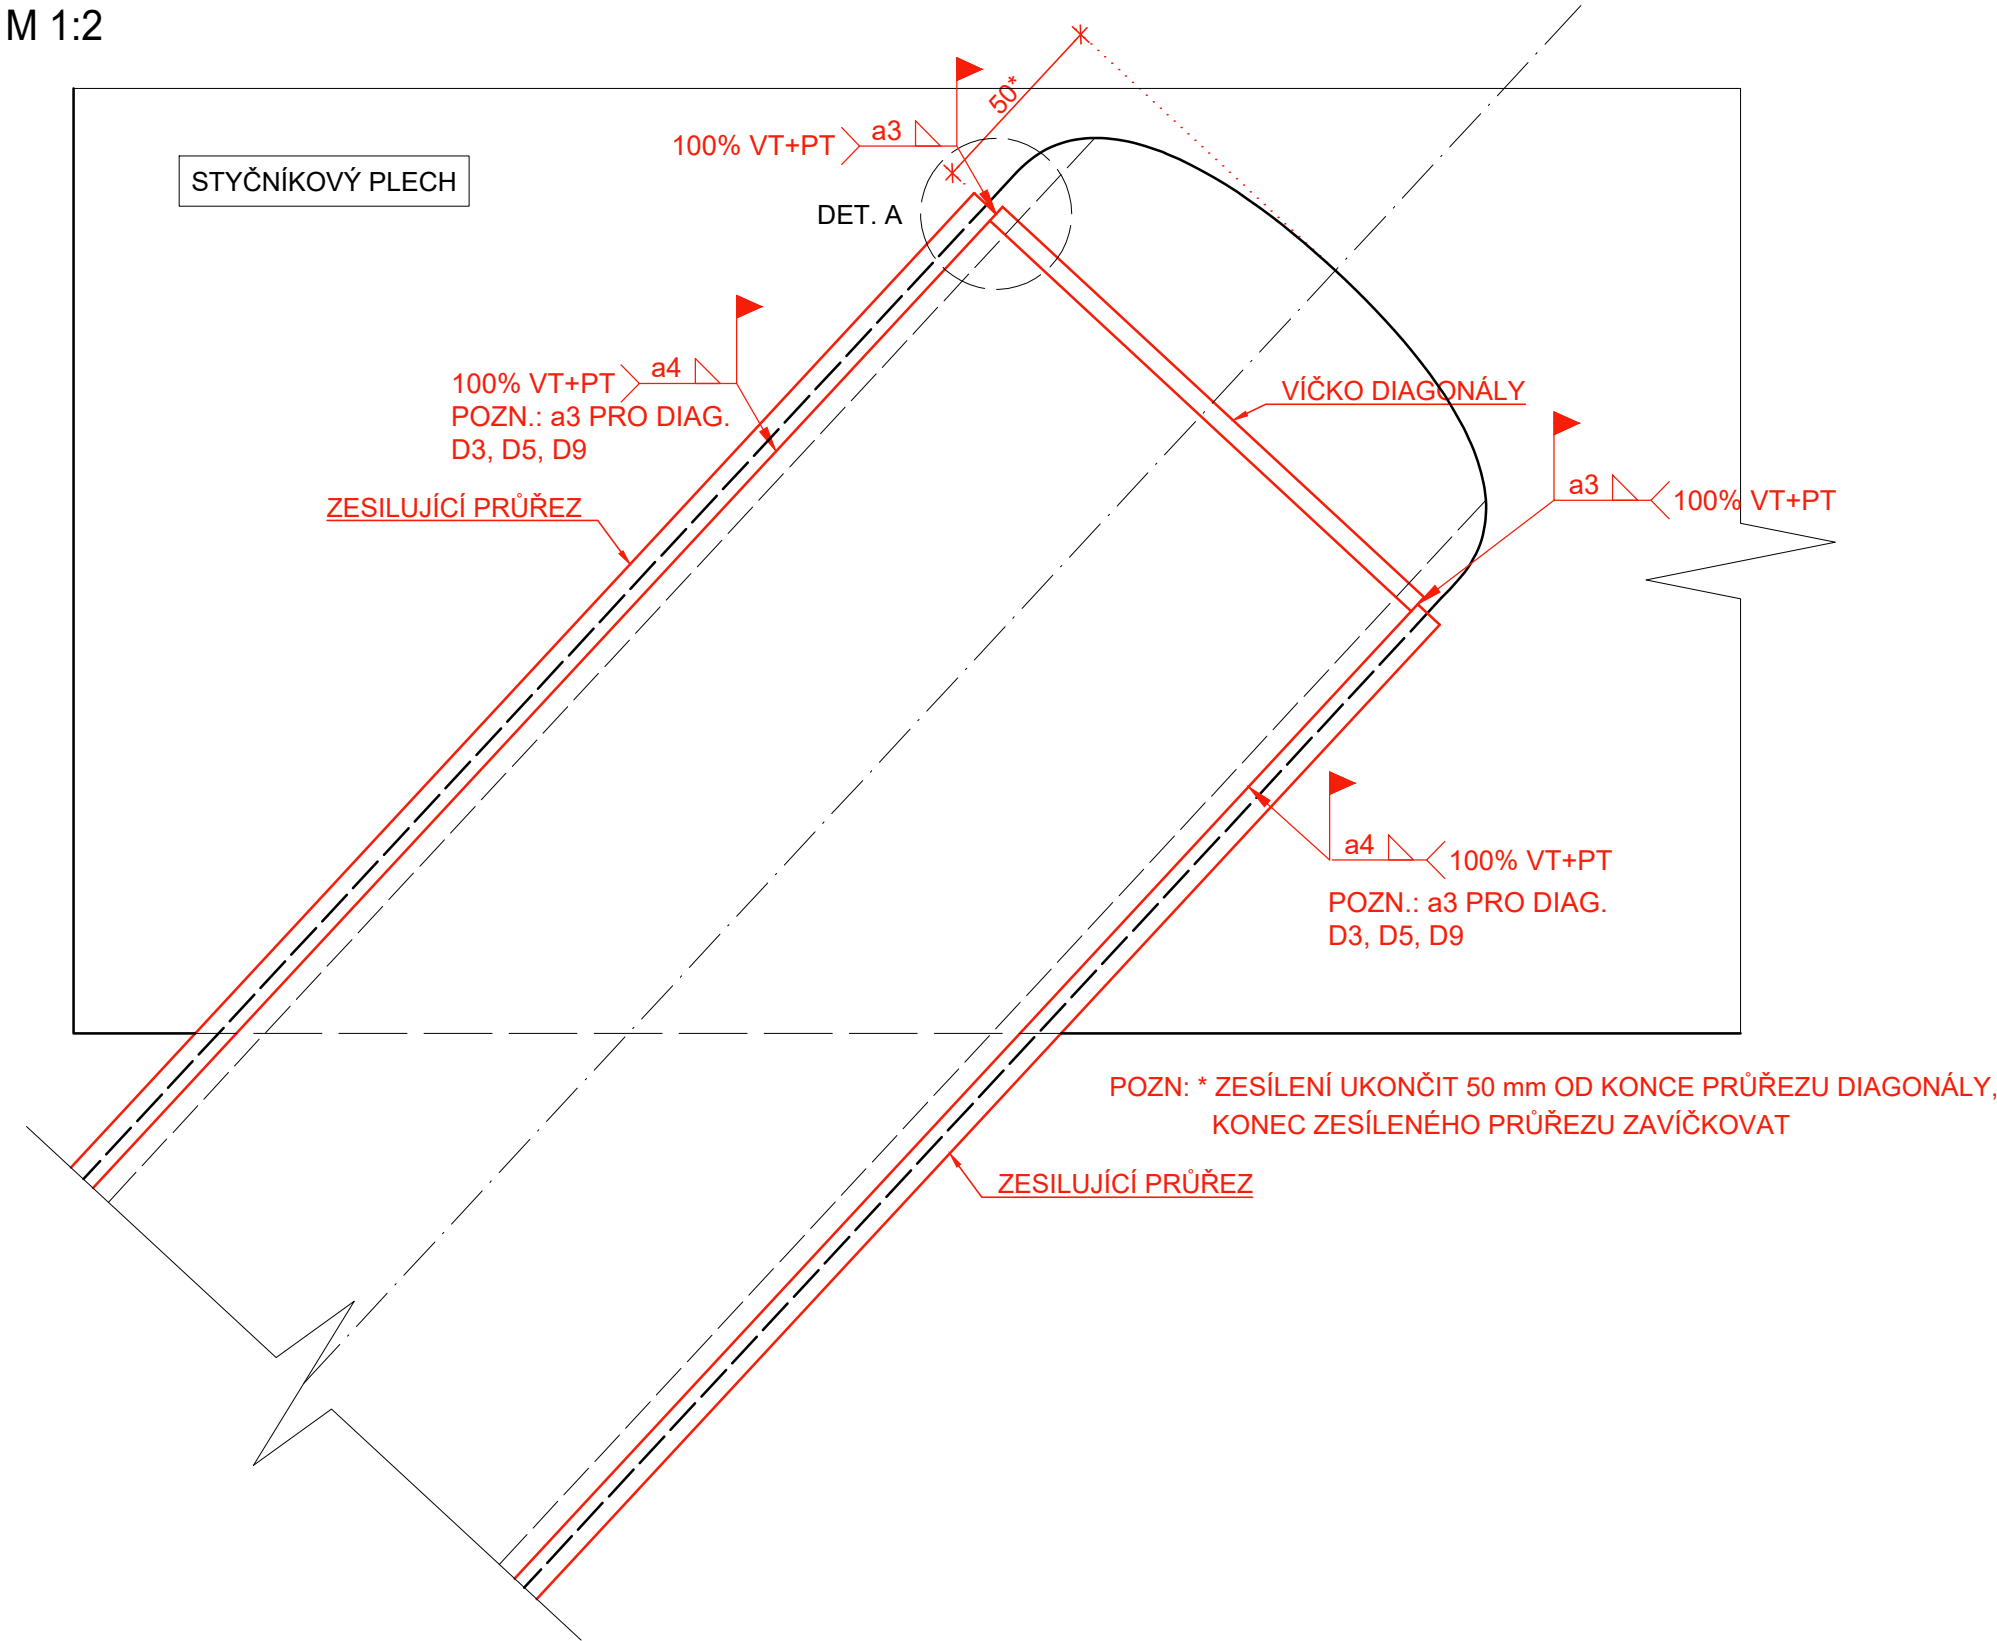 M 1:2
50*
100% VT+PT
a3
STYČNÍKOVÝ PLECH
DET. A
a4
100% VT+PT
POZN.: a3 PRO DIAG.
D3, D5, D9
VÍČKO DIAGONÁLY
ZESILUJÍCÍ PRŮŘEZ
a3
100% VT+PT
a4
100% VT+PT
POZN.: a3 PRO DIAG.
D3, D5, D9
POZN: * ZESÍLENÍ UKONČIT 50 mm OD KONCE PRŮŘEZU DIAGONÁLY,
KONEC ZESÍLENÉHO PRŮŘEZU ZAVÍČKOVAT
ZESILUJÍCÍ PRŮŘEZ